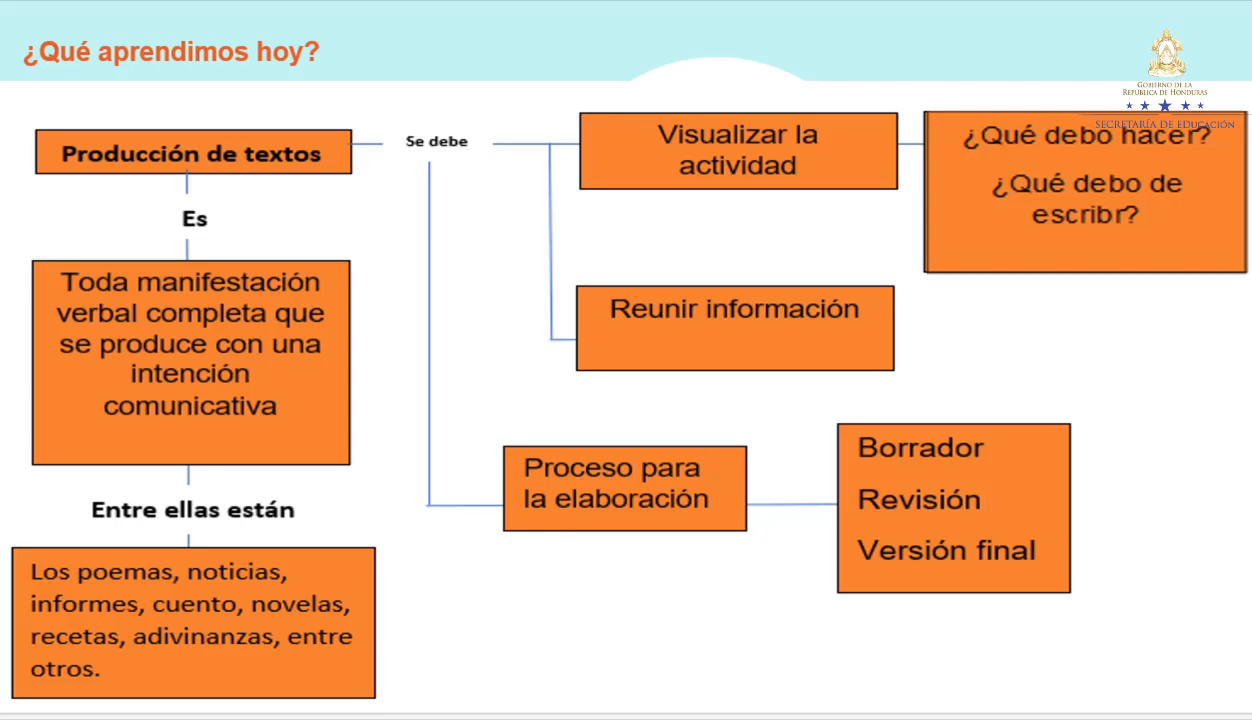 ¿Qué aprendimos hoy?
GOBIERNO DE LA
REPÚBLICA DE HONDURAS
SECRETARÍA DE EDUCACIÓN
Producción de textos
Se debe
Visualizar la
actividad
¿Qué debo hacer?
¿Qué debo de
escribr?
Es
Toda manifestación
verbal completa que
se produce con una
intención
comunicativa
Reunir información
Proceso para
la elaboración
Borrador
Revisión
Versión final
Entre ellas están
Los poemas, noticias,
informes, cuento, novelas,
recetas, adivinanzas, entre
otros.